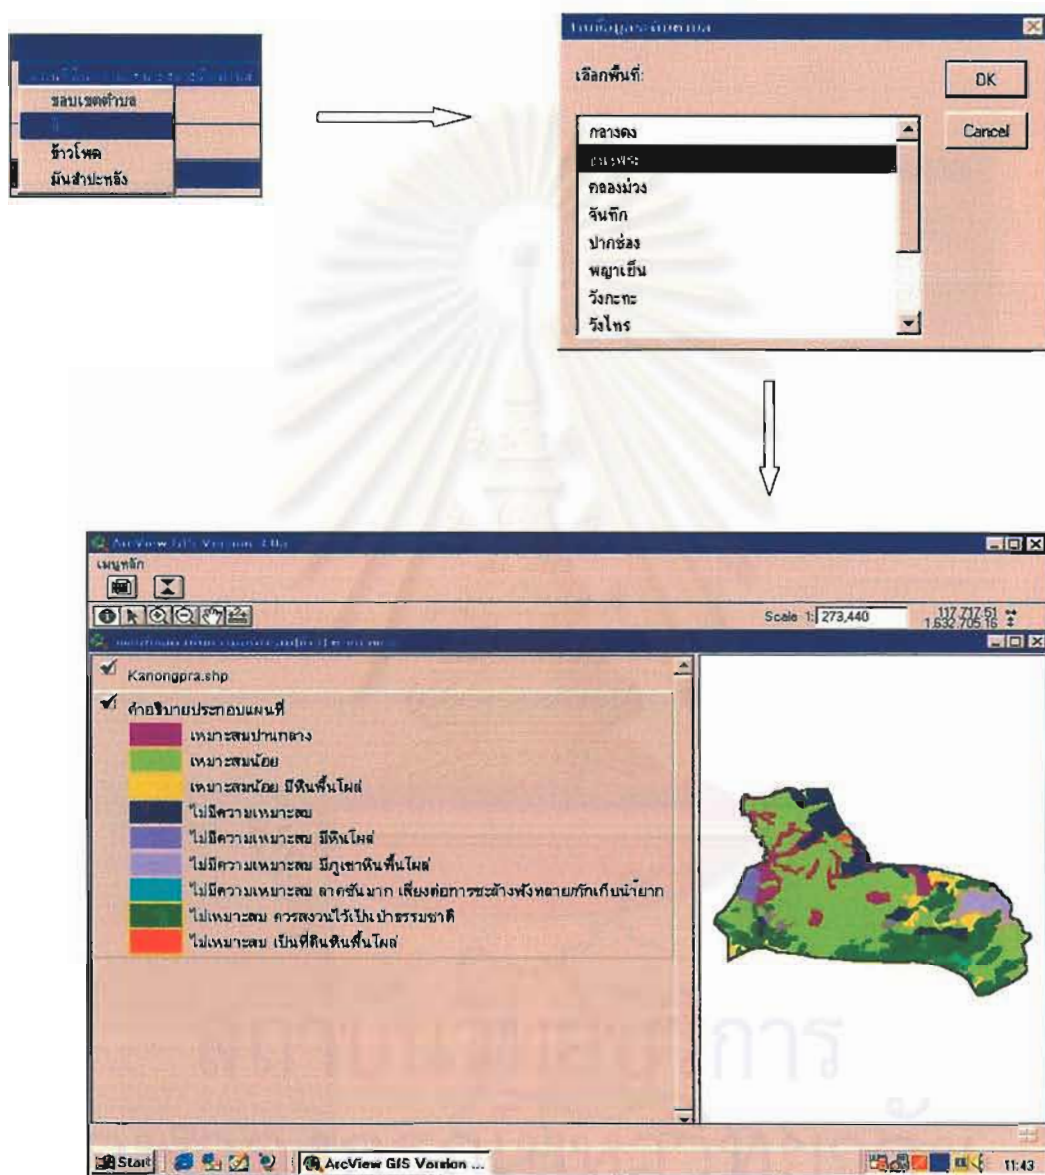 ขอบเขตตำบล
ข้าวโพด
มันสำปะหลัง
เลือกพื้นที่:
OK
Cancel
กลางดง
ขนงพระ
คลองม่วง
จันทึก
ปากช่อง
พญาเย็น
วังกะทะ
วังไทร
ArcView GIS Version 3.0a
เมนูหลัก
Scale 1: 273,440
117,717.51
1,632,705.16
Kanongpra.shp
คำอธิบายประกอบแผนที่
เหมาะสมปานกลาง
เหมาะสมน้อย
เหมาะสมน้อย มีหินพื้นโผล่
ไม่มีความเหมาะสม
ไม่มีความเหมาะสม มีหินโผล่
ไม่มีความเหมาะสม มีภูเขาหินพื้นโผล่
ไม่มีความเหมาะสม ลาดชันมาก เสี่ยงต่อการชะล้างพังทลาย/กักเก็บน้ำยาก
ไม่เหมาะสม ควรสงวนไว้เป็นป่าธรรมชาติ
ไม่เหมาะสม เป็นที่ดินหินพื้นโผล่
Start
ArcView GIS Version ...
11:43